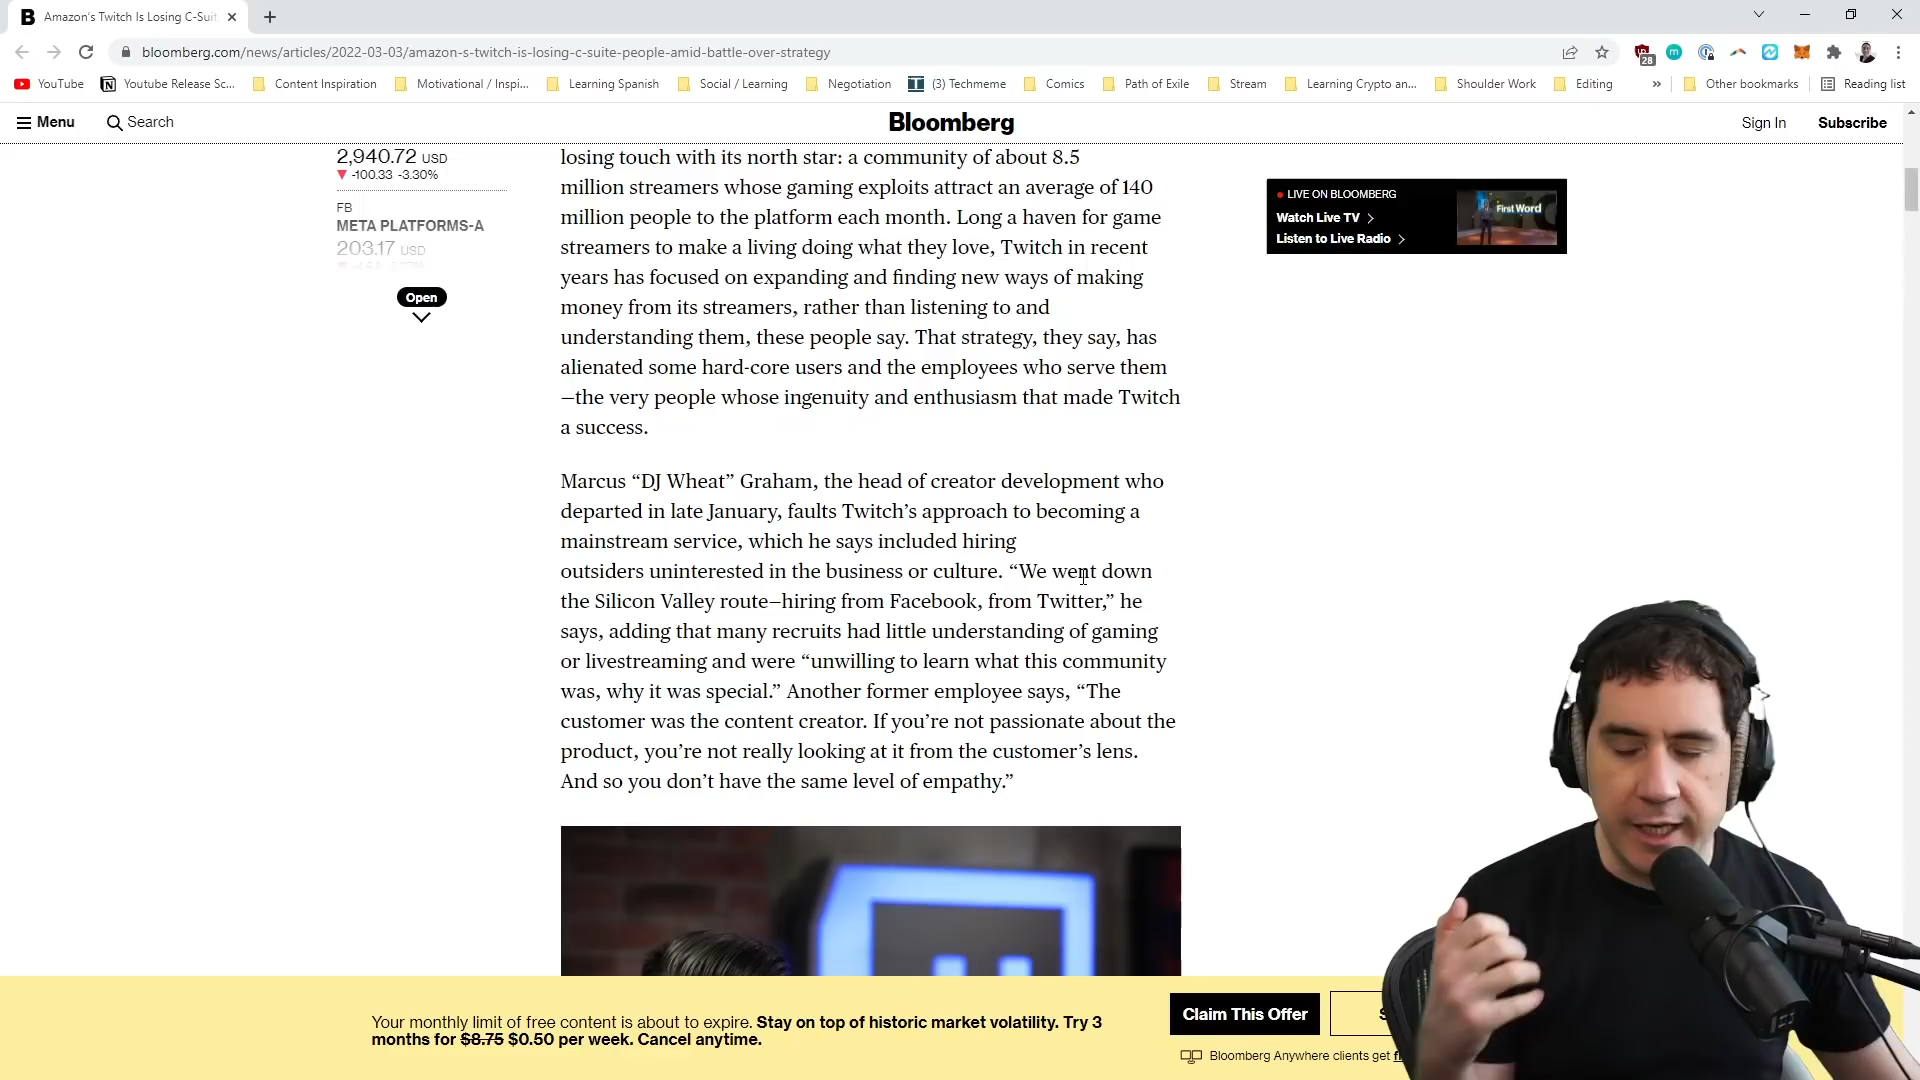 Amazon's Twitch Is Losing C-Suit
bloomberg.com/news/articles/2022-03-03/amazon-s-twitch-is-losing-c-suite-people-amid-battle-over-strategy
28
YouTube
Youtube Release Sc...
Content Inspiration
Motivational / Inspi...
Learning Spanish
Social / Learning
Negotiation
(3) Techmeme
Comics
Path of Exile
Stream
Learning Crypto an...
Shoulder Work
Editing
»
Other bookmarks
Reading list
Menu
Search
Bloomberg
Sign In
Subscribe
2,940.72 USD
-100.33 -3.30%
FB
META PLATFORMS-A
203.17 USD
Open
losing touch with its north star: a community of about 8.5
million streamers whose gaming exploits attract an average of 140
million people to the platform each month. Long a haven for game
streamers to make a living doing what they love, Twitch in recent
years has focused on expanding and finding new ways of making
money from its streamers, rather than listening to and
understanding them, these people say. That strategy, they say, has
alienated some hard-core users and the employees who serve them
—the very people whose ingenuity and enthusiasm that made Twitch
a success.
Marcus “DJ Wheat” Graham, the head of creator development who
departed in late January, faults Twitch’s approach to becoming a
mainstream service, which he says included hiring
outsiders uninterested in the business or culture. “We went down
the Silicon Valley route—hiring from Facebook, from Twitter,” he
says, adding that many recruits had little understanding of gaming
or livestreaming and were “unwilling to learn what this community
was, why it was special.” Another former employee says, “The
customer was the content creator. If you’re not passionate about the
product, you’re not really looking at it from the customer’s lens.
And so you don’t have the same level of empathy.”
LIVE ON BLOOMBERG
Watch Live TV
Listen to Live Radio
First Word
Your monthly limit of free content is about to expire. Stay on top of historic market volatility. Try 3
months for $8.75 $0.50 per week. Cancel anytime.
Claim This Offer
Bloomberg Anywhere clients get